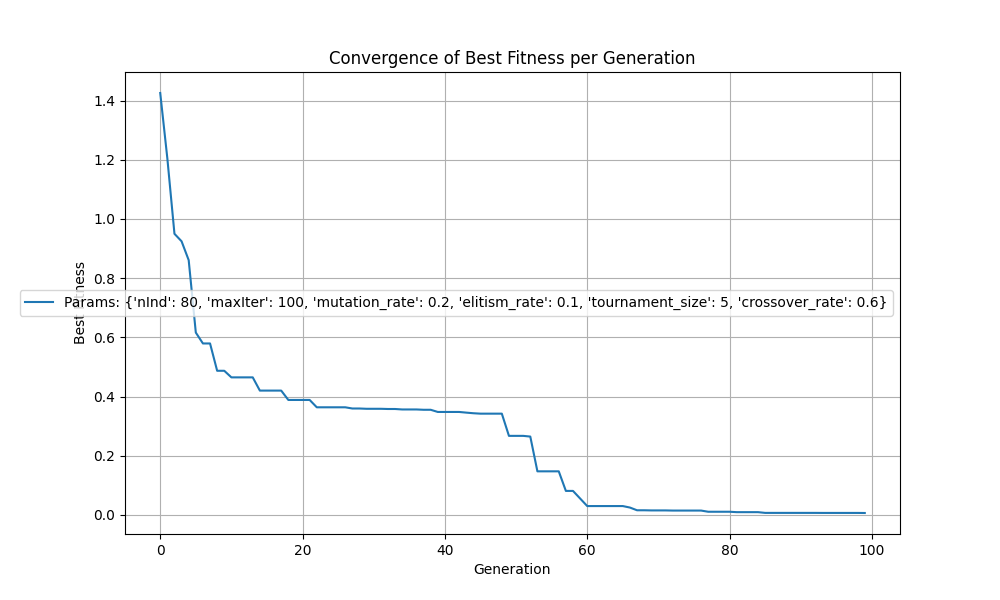 Convergence of Best Fitness per Generation
1.4
1.2
1.0
0.8
0.6
0.4
0.2
0.0
Best Fitness
Params: {'nInd': 80, 'maxIter': 100, 'mutation_rate': 0.2, 'elitism_rate': 0.1, 'tournament_size': 5, 'crossover_rate': 0.6}
0 20 40 60 80 100
Generation